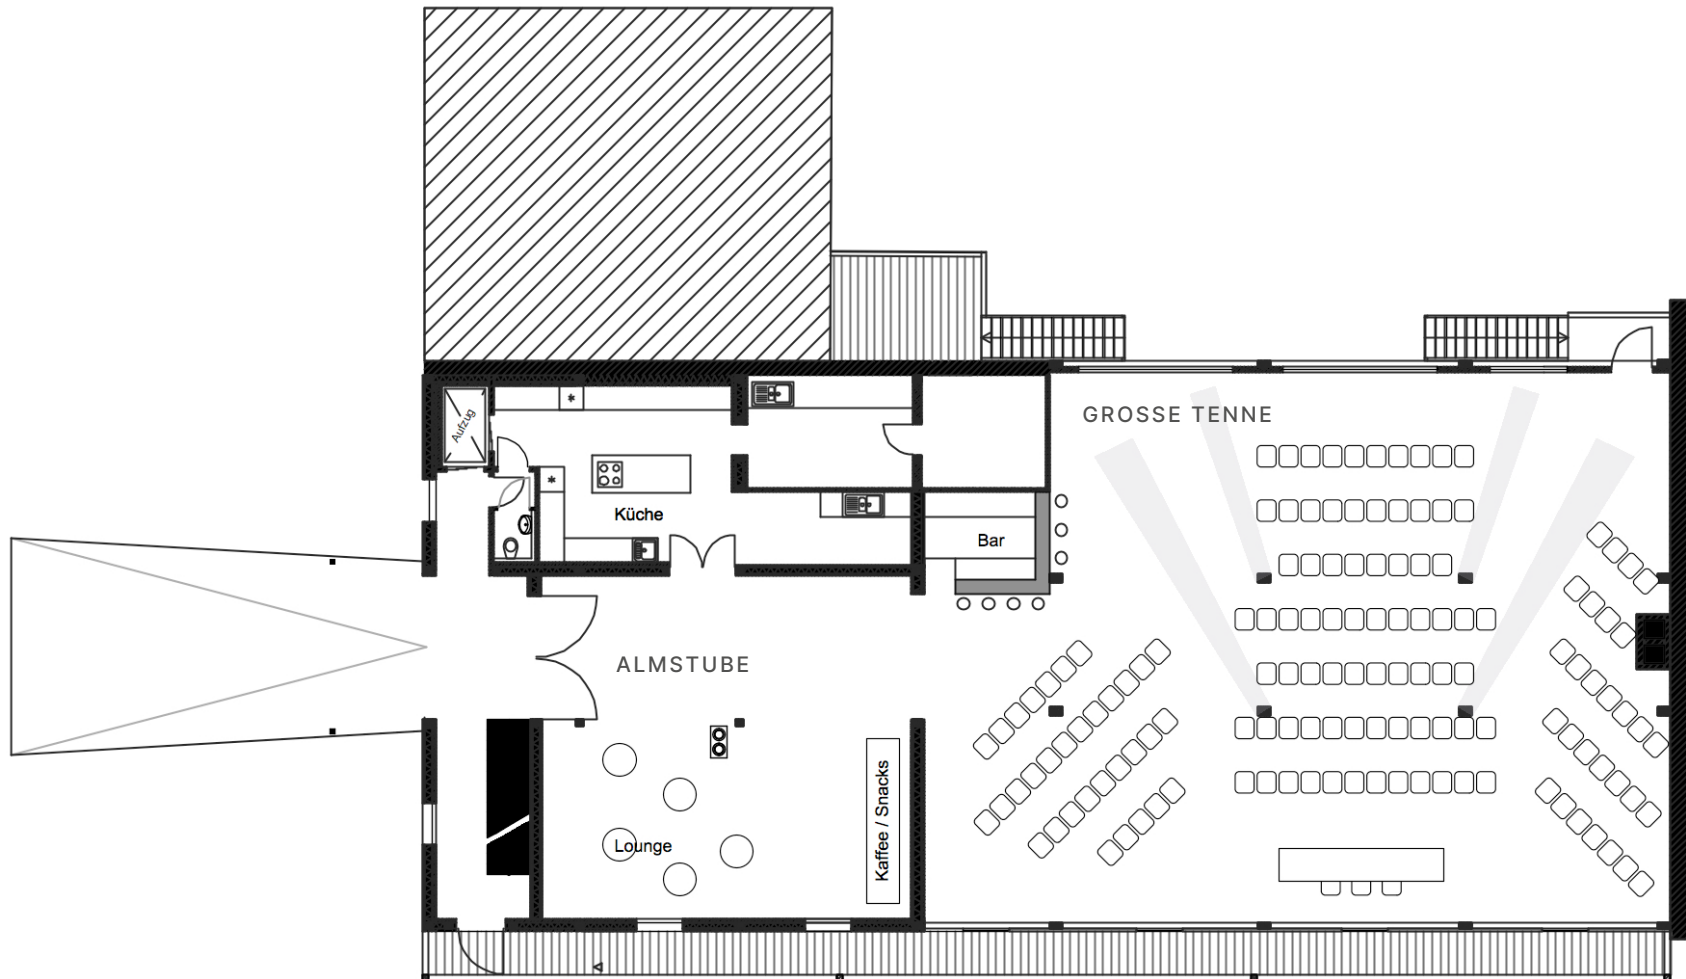 GROSSE TENNE
Aufzug
Küche
Bar
ALMSTUBE
Kaffee / Snacks
Lounge